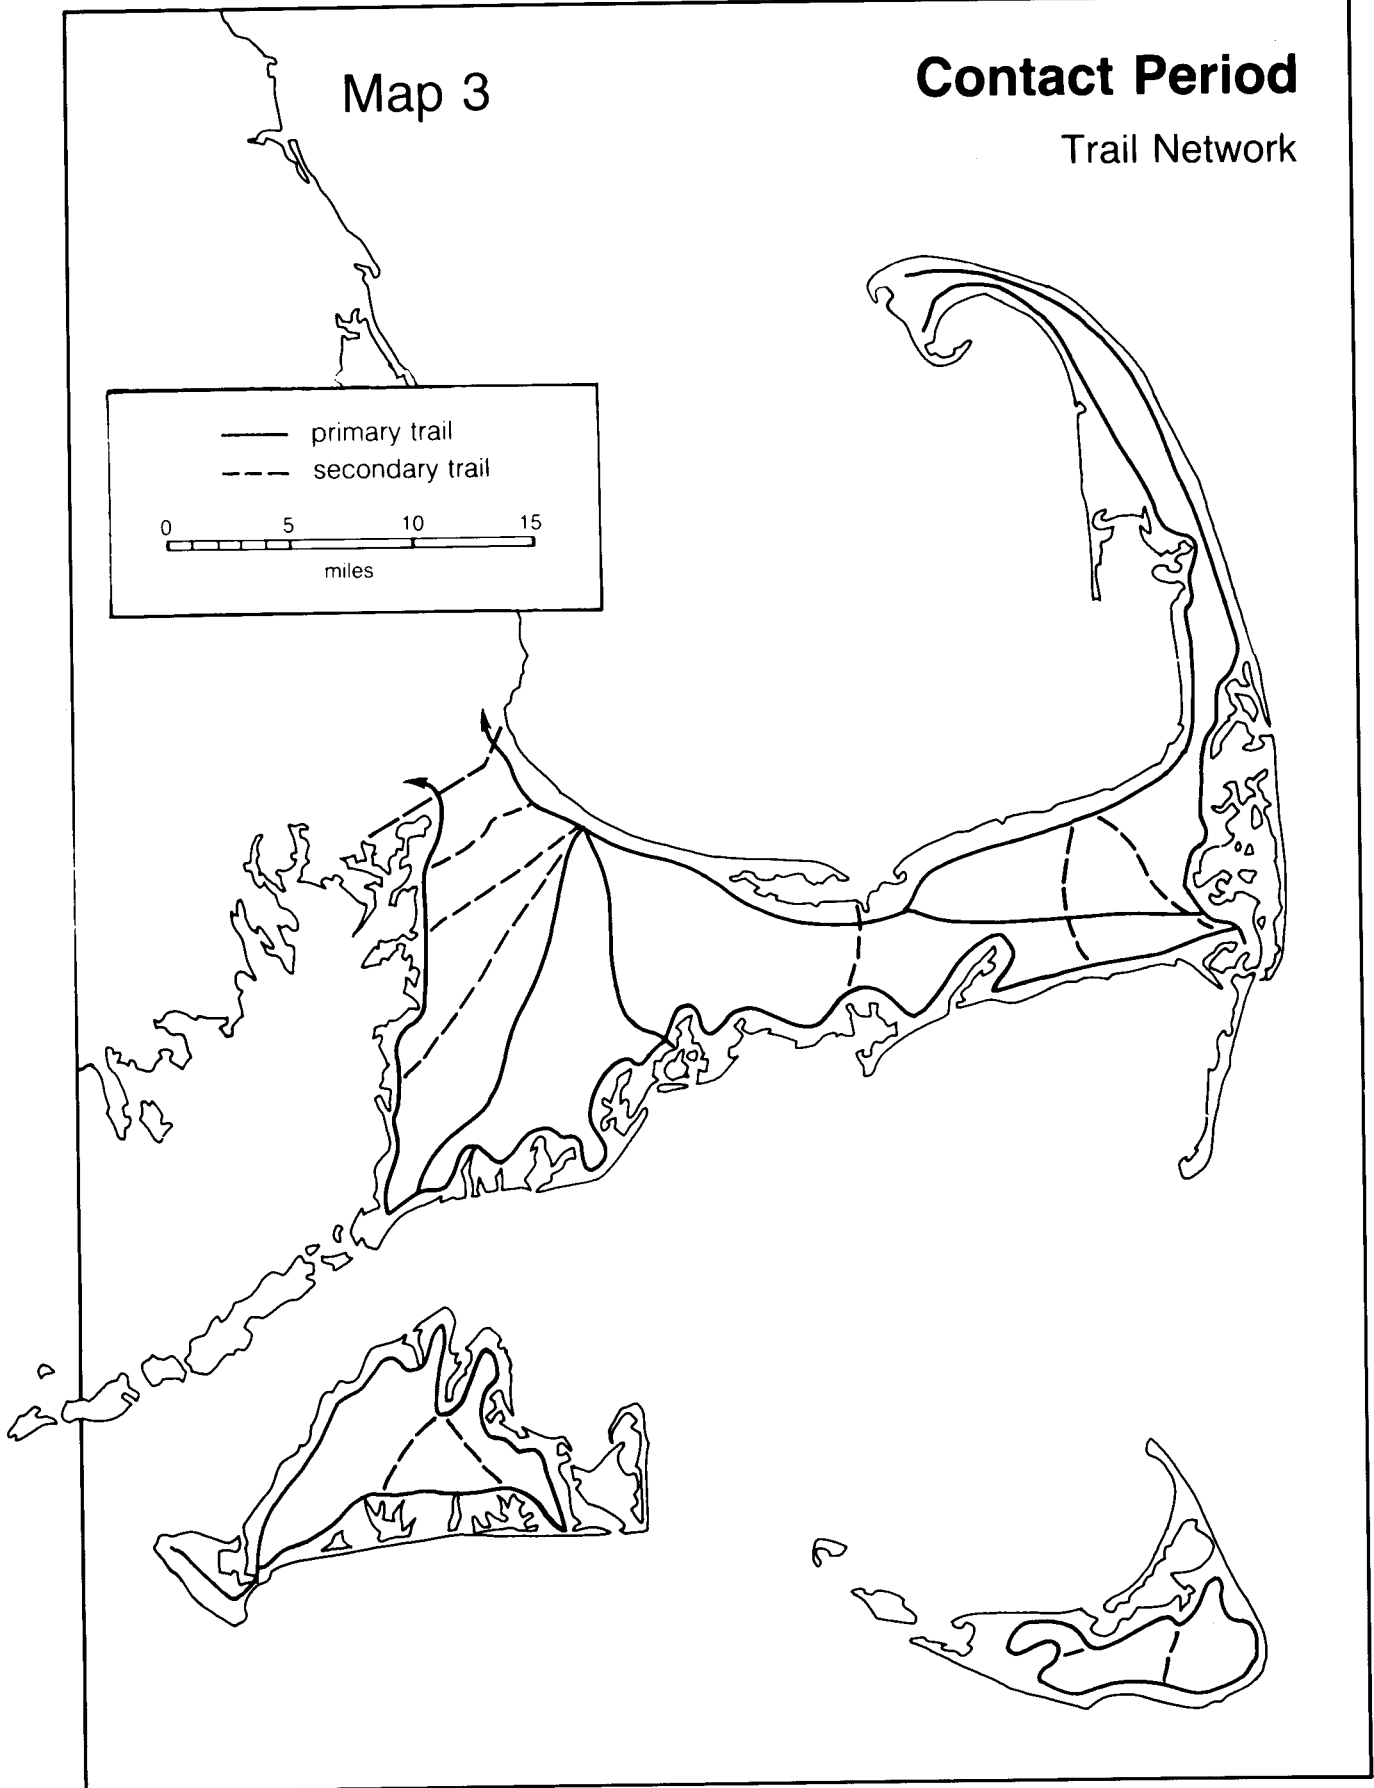 Map 3
Contact Period
Trail Network
primary trail
secondary trail
0 5 10 15
miles